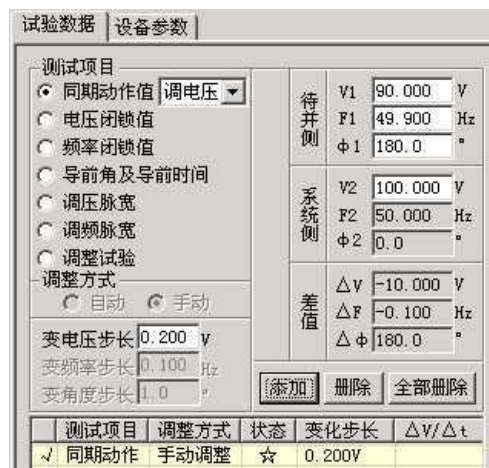 试验数据 设备参数
测试项目
同期动作值 调电压
电压闭锁值
频率闭锁值
导前角及导前时间
调压脉宽
调频脉宽
调整试验
调整方式
自动 手动
变电压步长 0.200 V
变频率步长 0.100 Hz
变角度步长 1.0 °
待并侧
V1 90.000 V
F1 49.900 Hz
φ1 180.0 °
系统侧
V2 100.000 V
F2 50.000 Hz
φ2 0.0 °
差值
△V -10.000 V
△F -0.100 Hz
△φ 180.0 °
添加 删除 全部删除
测试项目 调整方式 状态 变化步长 △V/△t
√ 同期动作 手动调整 ☆ 0.200V